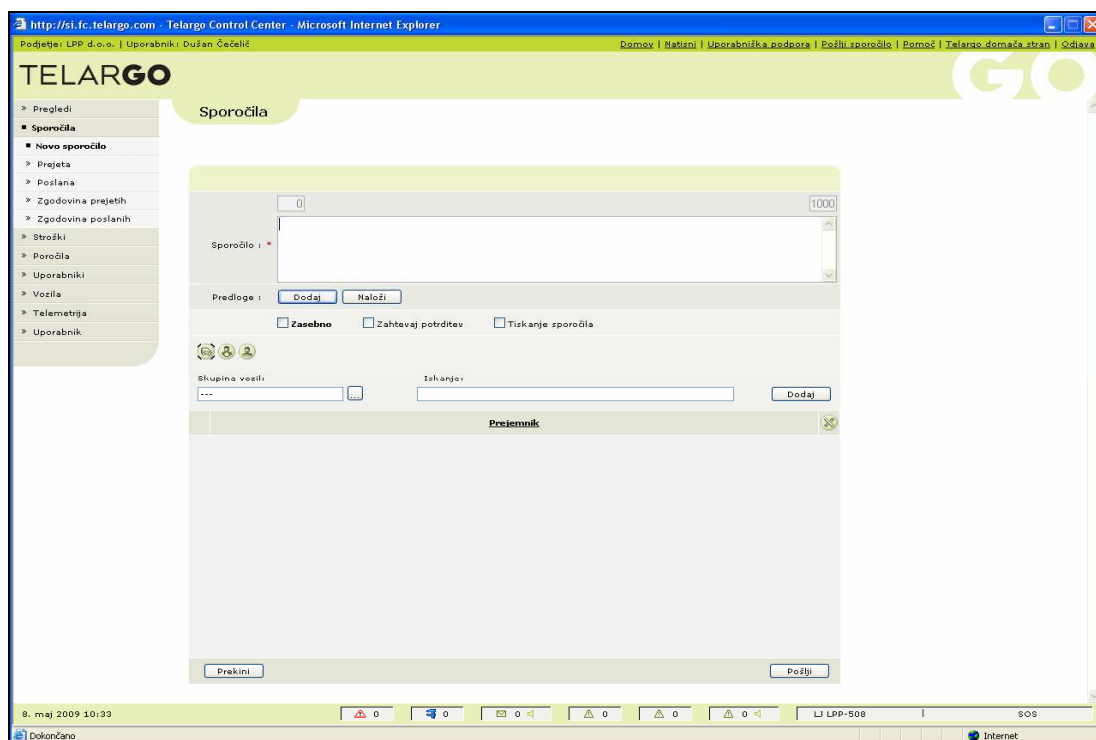 http://si.fc.telargo.com - Telargo Control Center - Microsoft Internet Explorer
Podjetje: LPP d.o.o. | Uporabnik: Dušan Čečelič
Domov | Natisni | Uporabniška podpora | Pošlji sporočilo | Pomoč | Telargo domača stran | Odjava
TELARGO
GO
» Pregledi
Sporočila
Sporočila
Novo sporočilo
» Prejeta
» Poslana
» Zgodovina prejetih
» Zgodovina poslanih
» Stroški
» Poročila
» Uporabniki
» Vozila
» Telemetrija
» Uporabnik
0 1000
Sporočilo : *
Predloge : Dodaj Naloži
Zasebno Zahtevaj potrditev Tiskanje sporočila
Skupina vozil: Iskanje:
--- ... Dodaj
Prejemnik
Prekini Pošlji
8. maj 2009 10:33 0 0 0 0 0 0 LJ LPP-508 | SOS
Dokončano Internet